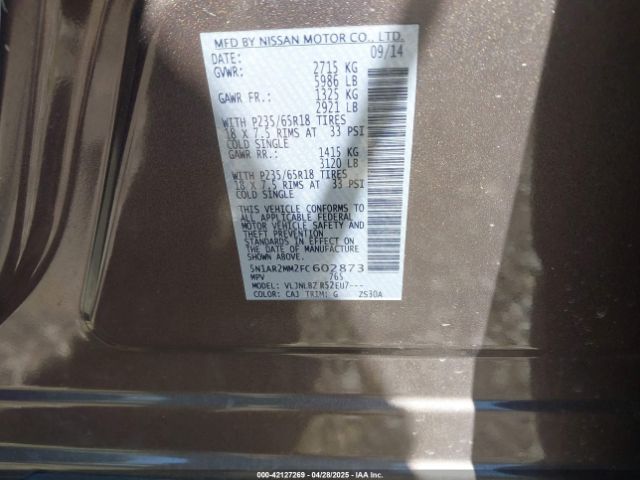 MFD BY NISSAN MOTOR CO., LTD.
DATE: 09/14
GVWR: 2715 KG
5986 LB
GAWR FR.: 1325 KG
2921 LB
WITH P235/65R18 TIRES
18 X 7.5 RIMS AT 33 PSI
COLD SINGLE
GAWR RR.: 1415 KG
3120 LB
WITH P235/65R18 TIRES
18 X 7.5 RIMS AT 33 PSI
COLD SINGLE
THIS VEHICLE CONFORMS TO
ALL APPLICABLE FEDERAL
MOTOR VEHICLE SAFETY AND
THEFT PREVENTION
STANDARDS IN EFFECT ON
THE DATE OF MANUFACTURE
5N1AR2MM2FC602873
MPV 765
MODEL: VLJNLBZ R52EU7---
COLOR: CAJ TRIM: G ZS30A
000-42127269 | 04/28/2025 - IAA Inc.